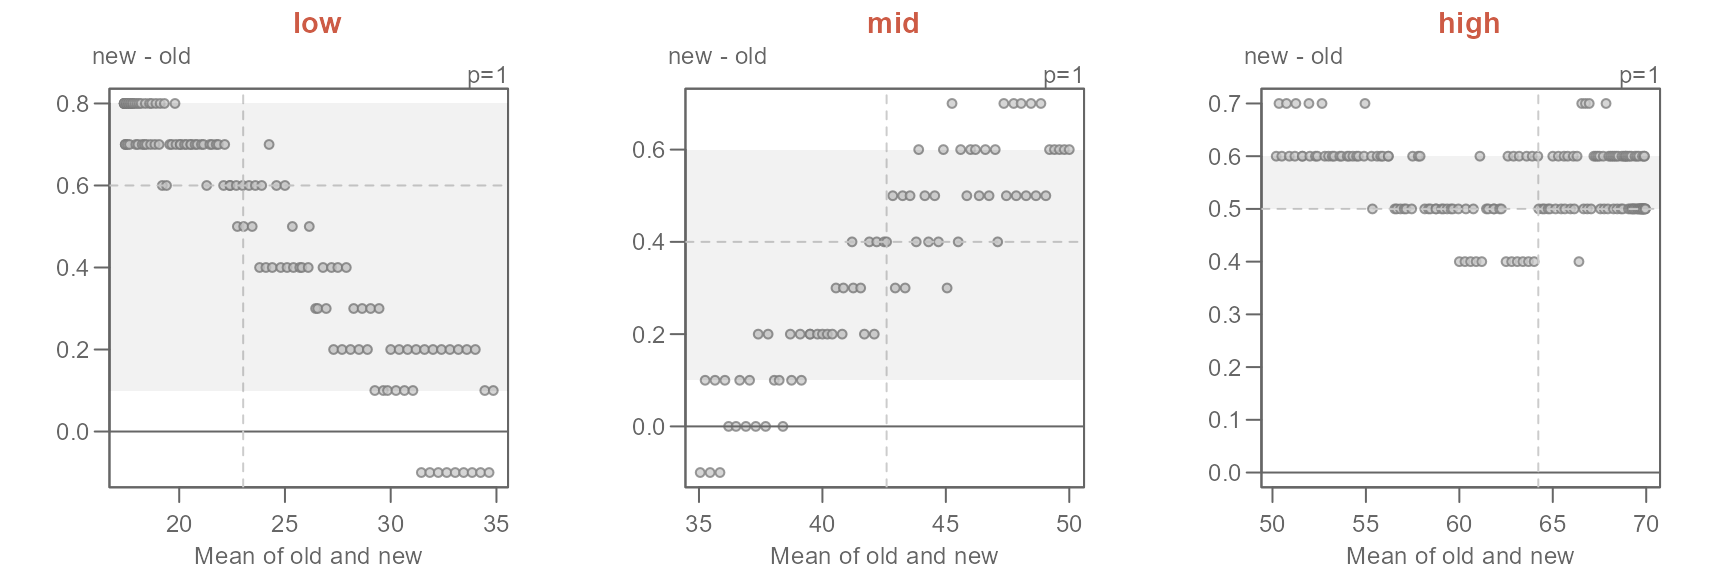 low
new - old
p=1
0.8
0.6
0.4
0.2
0.0
20 25 30 35
Mean of old and new
mid
new - old
p=1
0.6
0.4
0.2
0.0
35 40 45 50
Mean of old and new
high
new - old
p=1
0.7
0.6
0.5
0.4
0.3
0.2
0.1
0.0
50 55 60 65 70
Mean of old and new